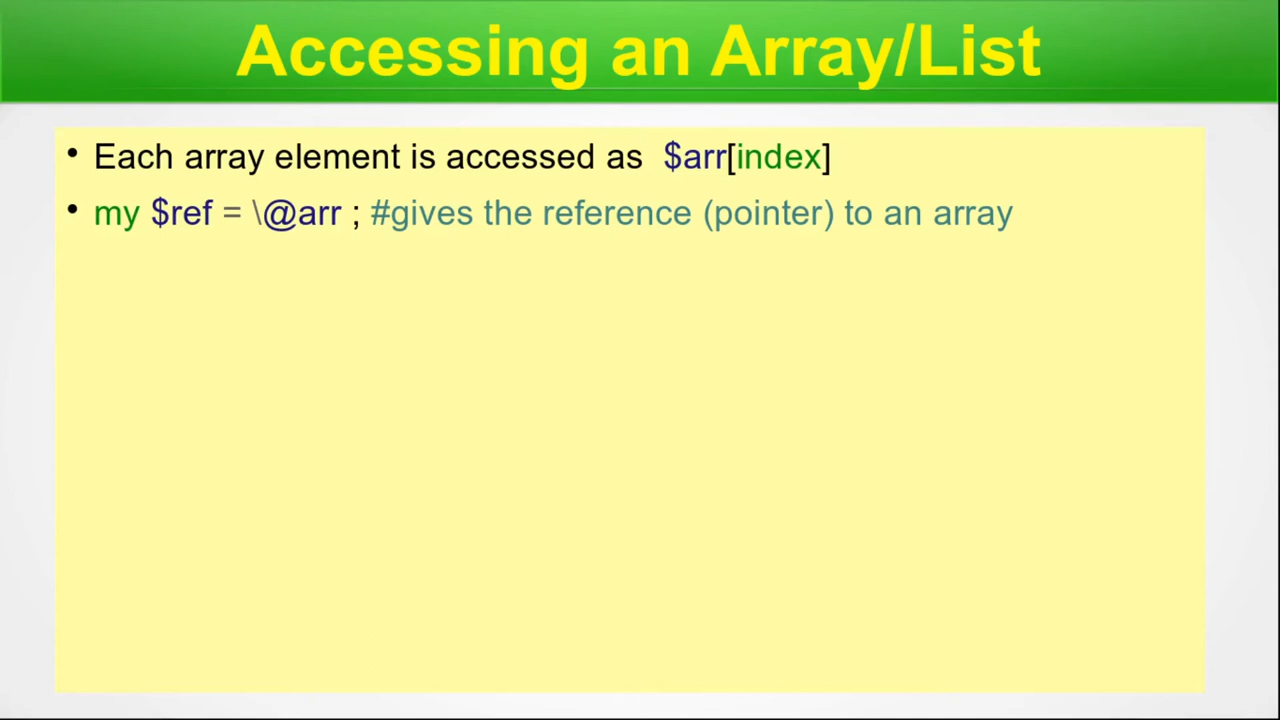 Accessing an Array/List
• Each array element is accessed as $arr[index]
• my $ref = \@arr ; #gives the reference (pointer) to an array